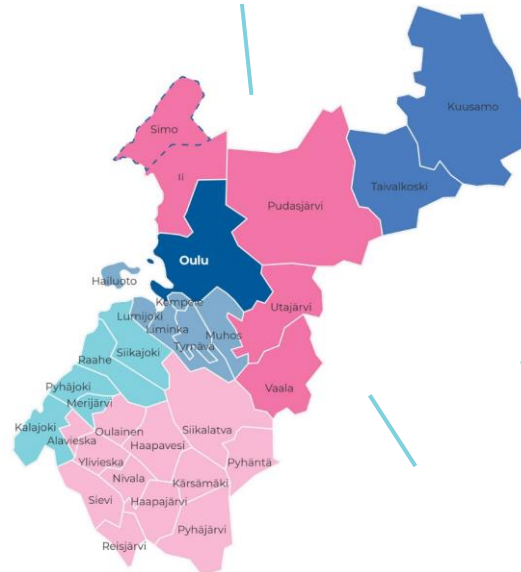 Kuusamo
Simo
Ii
Taivalkoski
Pudasjärvi
Oulu
Hailuoto
Kempele
Utajärvi
Lumijoki
Liminka
Muhos
Tyrnävä
Siikajoki
Raahe
Pyhäjoki
Vaala
Merijärvi
Kalajoki
Oulainen
Siikalatva
Alavieska
Haapavesi
Ylivieska
Pyhäntä
Nivala
Kärsämäki
Sievi
Haapajärvi
Pyhäjärvi
Reisjärvi